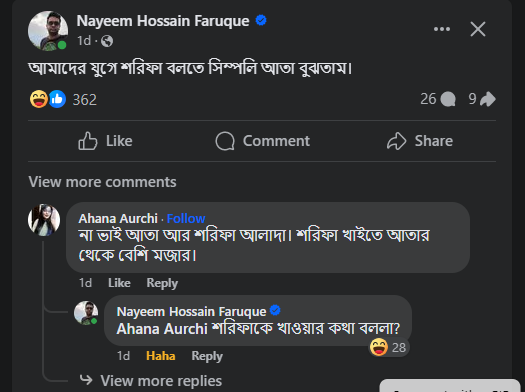 Nayeem Hossain Faruque
1d ·
আমাদের যুগে শরিফা বলতে সিম্পলি আতা বুঝতাম।
362
26 9
Like Comment Share
View more comments
Ahana Aurchi · Follow
না ভাই আতা আর শরিফা আলাদা। শরিফা খাইতে আতার
থেকে বেশি মজার।
1d Like Reply
Nayeem Hossain Faruque
Ahana Aurchi শরিফাকে খাওয়ার কথা বললা?
28
1d Haha Reply
View more replies